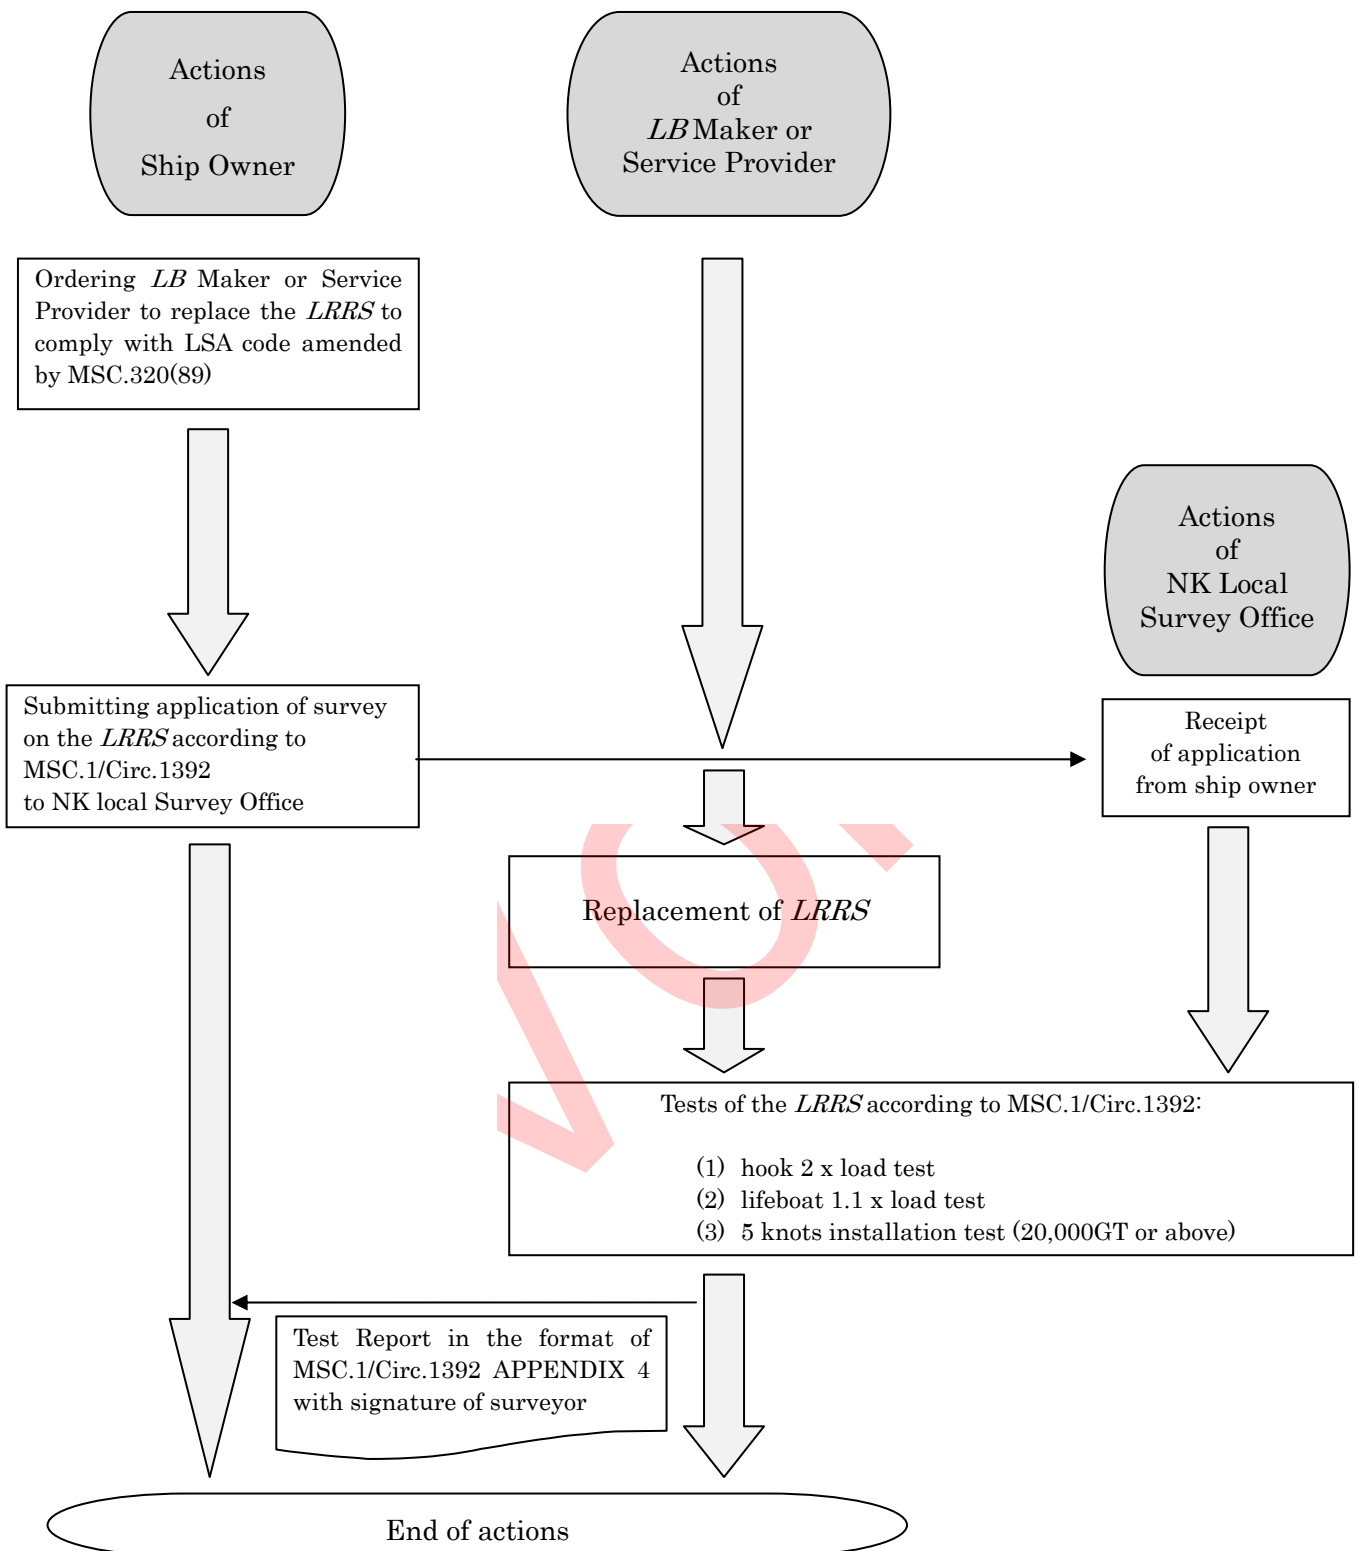 Actions
of
Ship Owner
Actions
of
LB Maker or
Service Provider
Ordering LB Maker or Service
Provider to replace the LRRS to
comply with LSA code amended
by MSC.320(89)
Actions
of
NK Local
Survey Office
Submitting application of survey
on the LRRS according to
MSC.1/Circ.1392
to NK local Survey Office
Receipt
of application
from ship owner
Replacement of LRRS
Tests of the LRRS according to MSC.1/Circ.1392:
(1) hook 2 x load test
(2) lifeboat 1.1 x load test
(3) 5 knots installation test (20,000GT or above)
Test Report in the format of
MSC.1/Circ.1392 APPENDIX 4
with signature of surveyor
End of actions